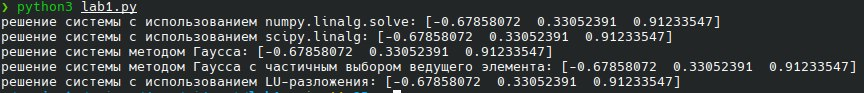 ❯ python3 lab1.py
решение системы с использованием numpy.linalg.solve: [-0.67858072  0.33052391  0.91233547]
решение системы с использованием scipy.linalg: [-0.67858072  0.33052391  0.91233547]
решение системы методом Гаусса: [-0.67858072  0.33052391  0.91233547]
решение системы методом Гаусса с частичным выбором ведущего элемента: [-0.67858072  0.33052391  0.91233547]
решение системы с использованием LU-разложения: [-0.67858072  0.33052391  0.91233547]